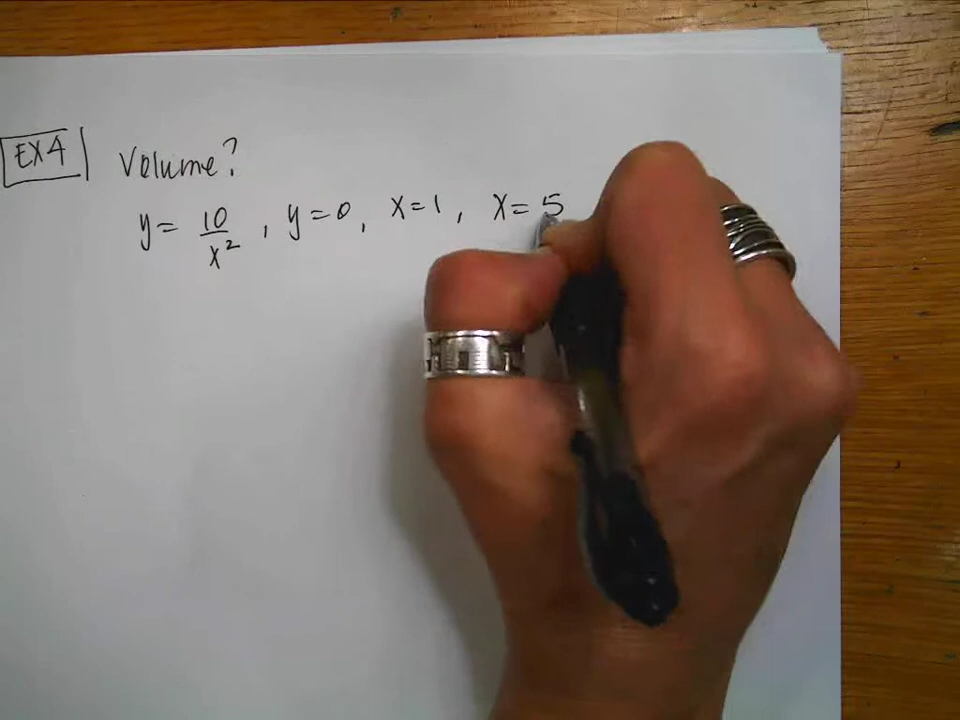 EX4 Volume?
y = 10/x², y = 0, x = 1, x = 5